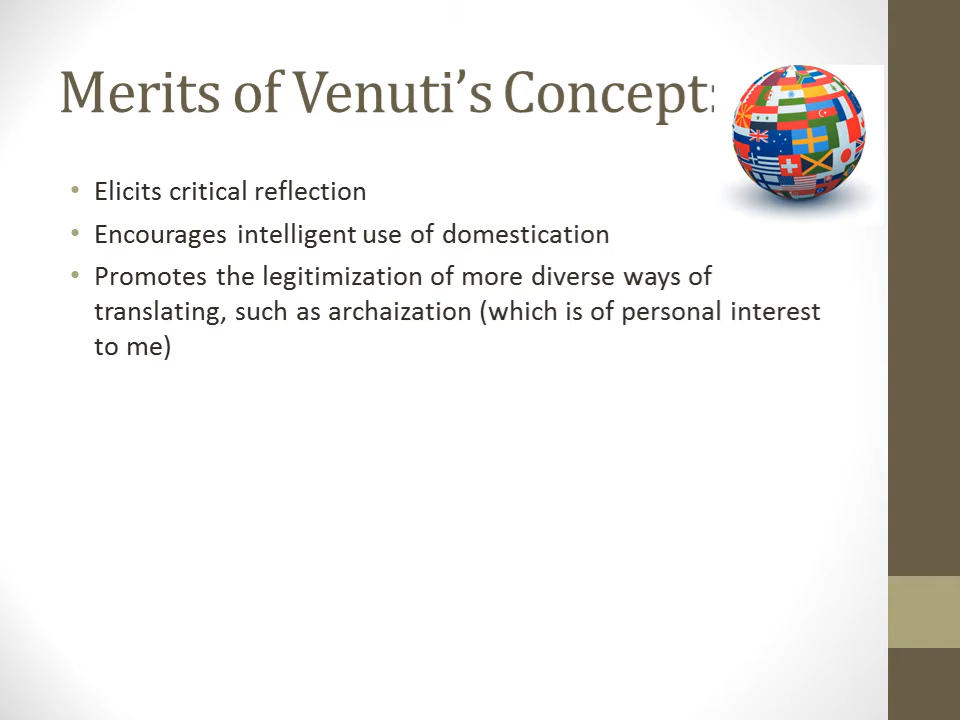 Merits of Venuti’s Concept
• Elicits critical reflection
• Encourages intelligent use of domestication
• Promotes the legitimization of more diverse ways of
translating, such as archaization (which is of personal interest
to me)